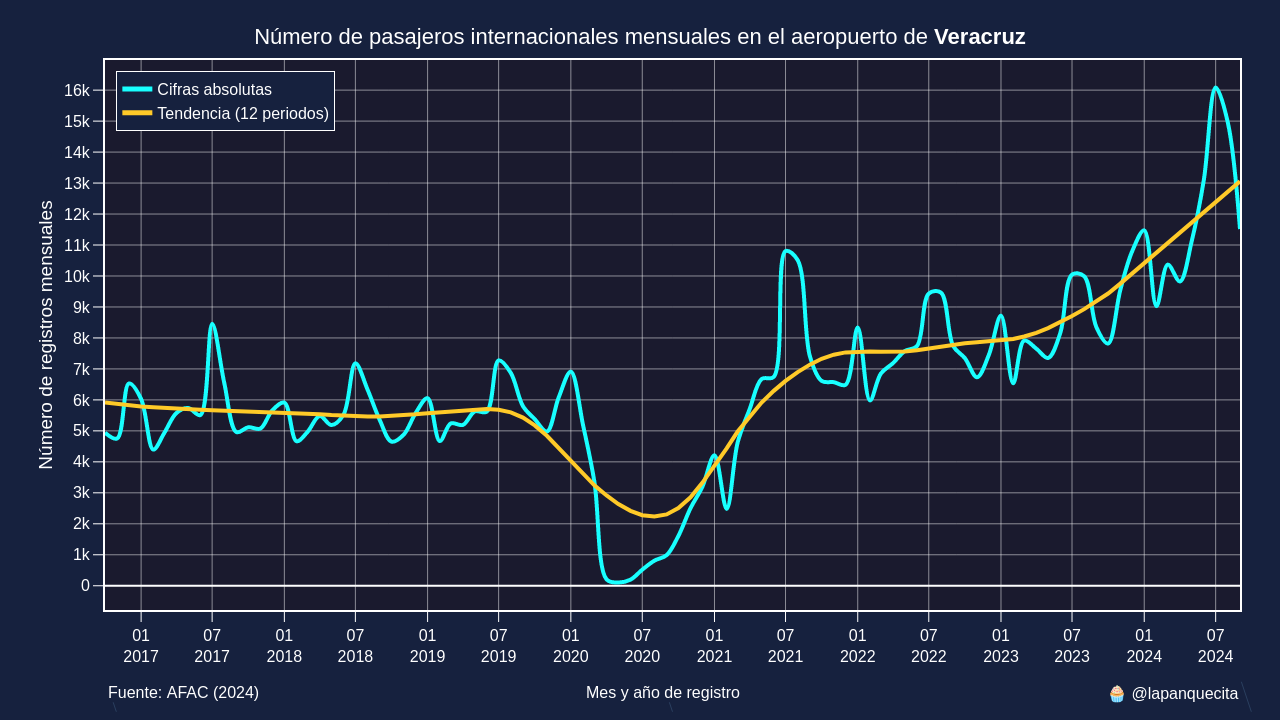 Número de pasajeros internacionales mensuales en el aeropuerto de Veracruz
Cifras absolutas
Tendencia (12 periodos)
Número de registros mensuales
16k
15k
14k
13k
12k
11k
10k
9k
8k
7k
6k
5k
4k
3k
2k
1k
0
01 07 01 07 01 07 01 07 01 07 01 07 01 07 01 07
2017 2017 2018 2018 2019 2019 2020 2020 2021 2021 2022 2022 2023 2023 2024 2024
Fuente: AFAC (2024) Mes y año de registro 🧁 @lapanquecita